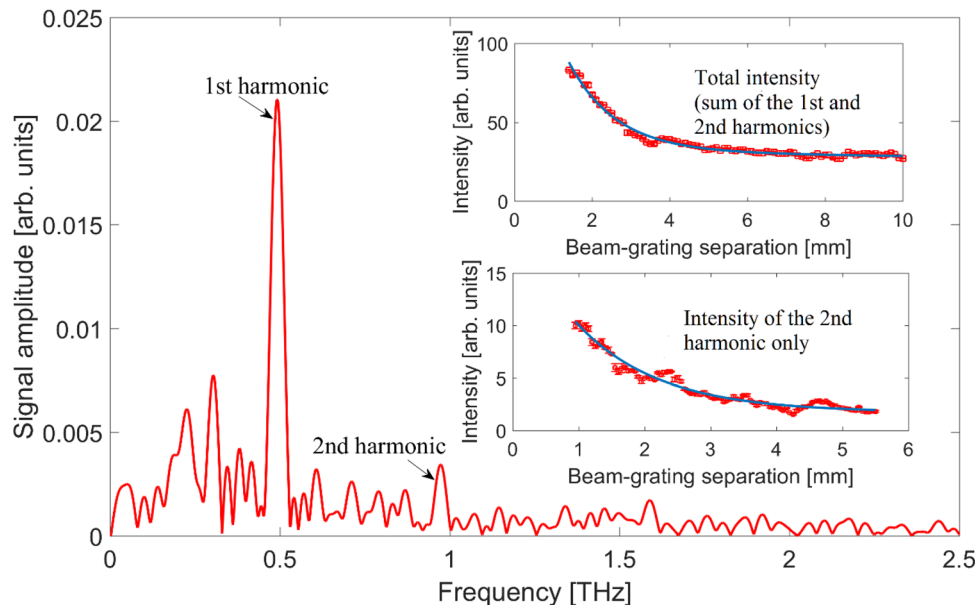 0.025
0.02
0.015
0.01
0.005
0
Signal amplitude [arb. units]
0
0.5
1
1.5
2
2.5
Frequency [THz]
1st harmonic
2nd harmonic
100
50
0
Intensity [arb. units]
Total intensity
(sum of the 1st and
2nd harmonics)
0
2
4
6
8
10
Beam-grating separation [mm]
15
10
5
0
Intensity [arb. units]
Intensity of the 2nd
harmonic only
0
1
2
3
4
5
6
Beam-grating separation [mm]